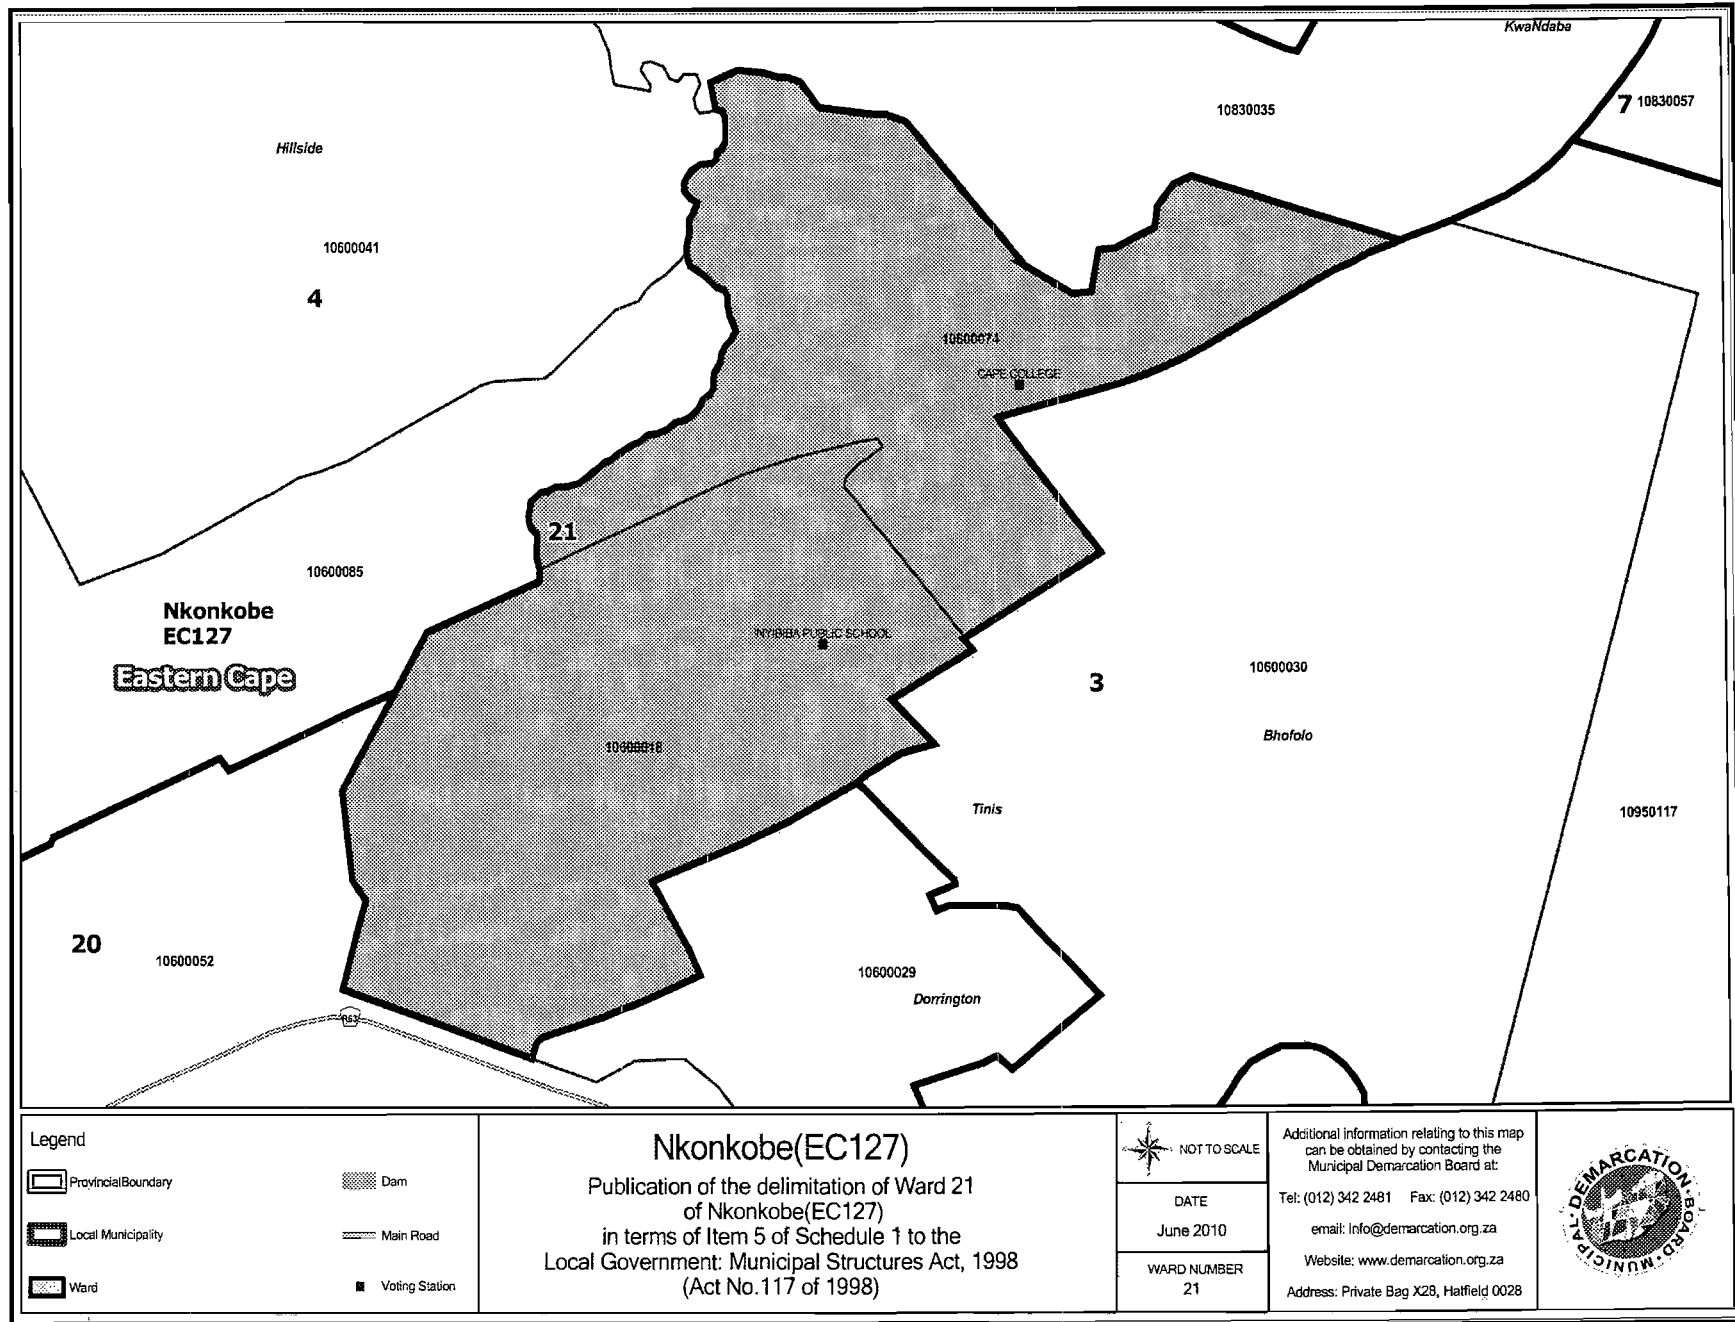 KwaNdaba
7 10830057
10830035
Hillside
10600041
4
10600074
CAPE COLLEGE
21
10600085
Nkonkobe
EC127
Eastern Cape
INYIBIBA PUBLIC SCHOOL
3
10600030
Bhofolo
10600018
Tinis
10950117
20
10600052
10600029
Dorrington
R63
Legend
Provincial Boundary
Local Municipality
Ward
Dam
Main Road
Voting Station
Nkonkobe(EC127)
Publication of the delimitation of Ward 21
of Nkonkobe(EC127)
in terms of Item 5 of Schedule 1 to the
Local Government: Municipal Structures Act, 1998
(Act No.117 of 1998)
NOT TO SCALE
DATE
June 2010
WARD NUMBER
21
Additional information relating to this map
can be obtained by contacting the
Municipal Demarcation Board at:
Tel: (012) 342 2481 Fax: (012) 342 2480
email: info@demarcation.org.za
Website: www.demarcation.org.za
Address: Private Bag X28, Hatfield 0028
MUNICIPAL · DEMARCATION · BOARD ·